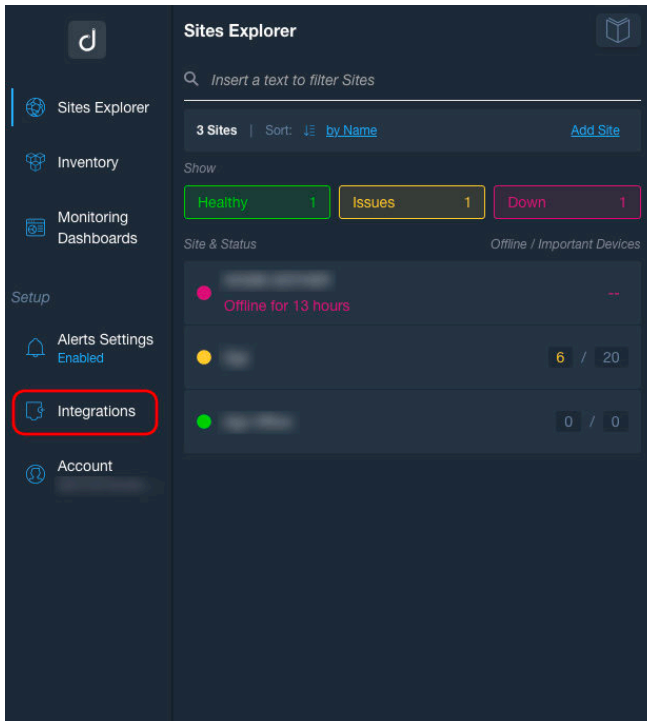 Sites Explorer
Insert a text to filter Sites
3 Sites | Sort: by Name Add Site
Show
Healthy 1 Issues 1 Down 1
Site & Status Offline / Important Devices
Offline for 13 hours --
6 / 20
0 / 0
Sites Explorer
Inventory
Monitoring
Dashboards
Setup
Alerts Settings
Enabled
Integrations
Account